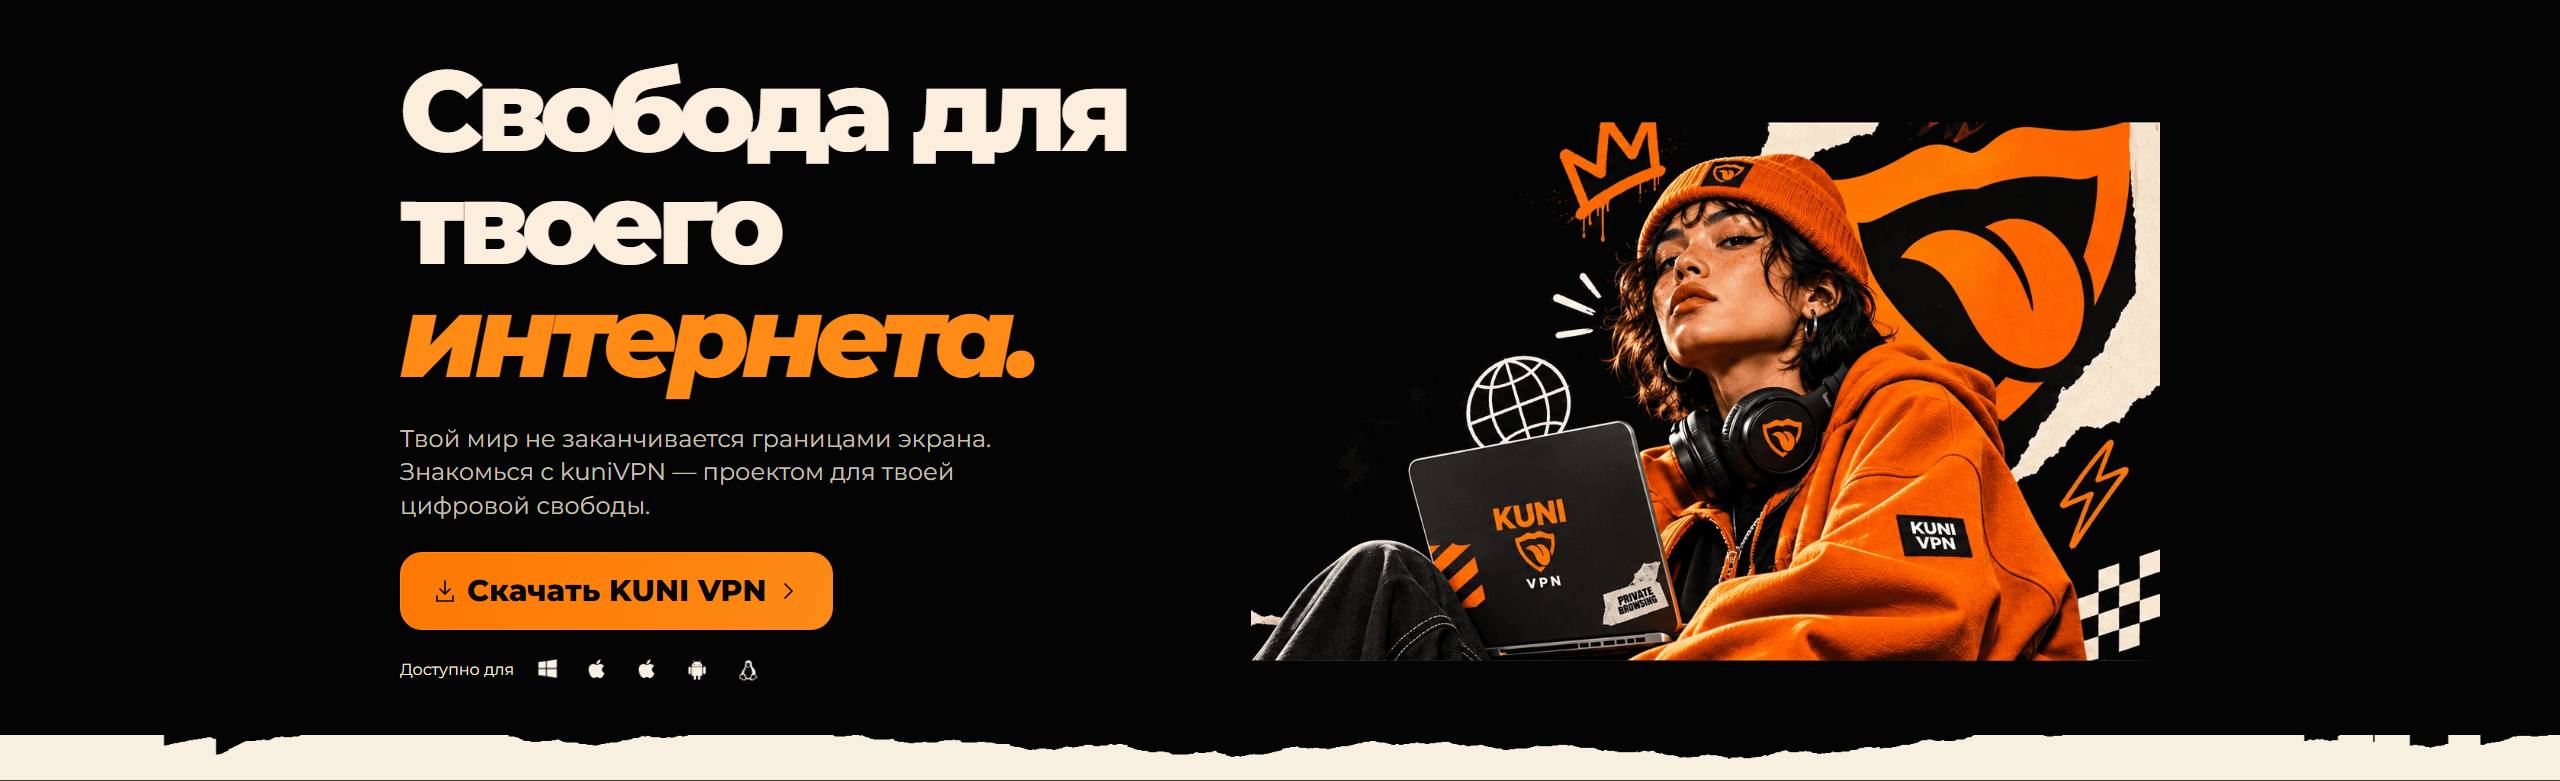 Свобода для
твоего
интернета.
Твой мир не заканчивается границами экрана.
Знакомься с kuniVPN — проектом для твоей
цифровой свободы.
Скачать KUNI VPN
Доступно для
KUNI
VPN
PRIVATE
BROWSING
KUNI
VPN